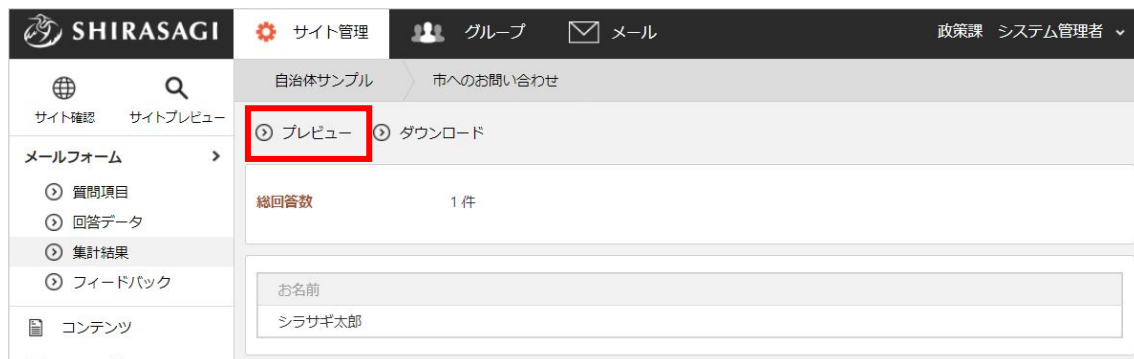 SHIRASAGI サイト管理 グループ メール 政策課 システム管理者
サイト確認 サイトプレビュー
自治体サンプル 市へのお問い合わせ
プレビュー ダウンロード
メールフォーム
質問項目
回答データ
集計結果
フィードバック
コンテンツ
総回答数 1 件
お名前
シラサギ太郎